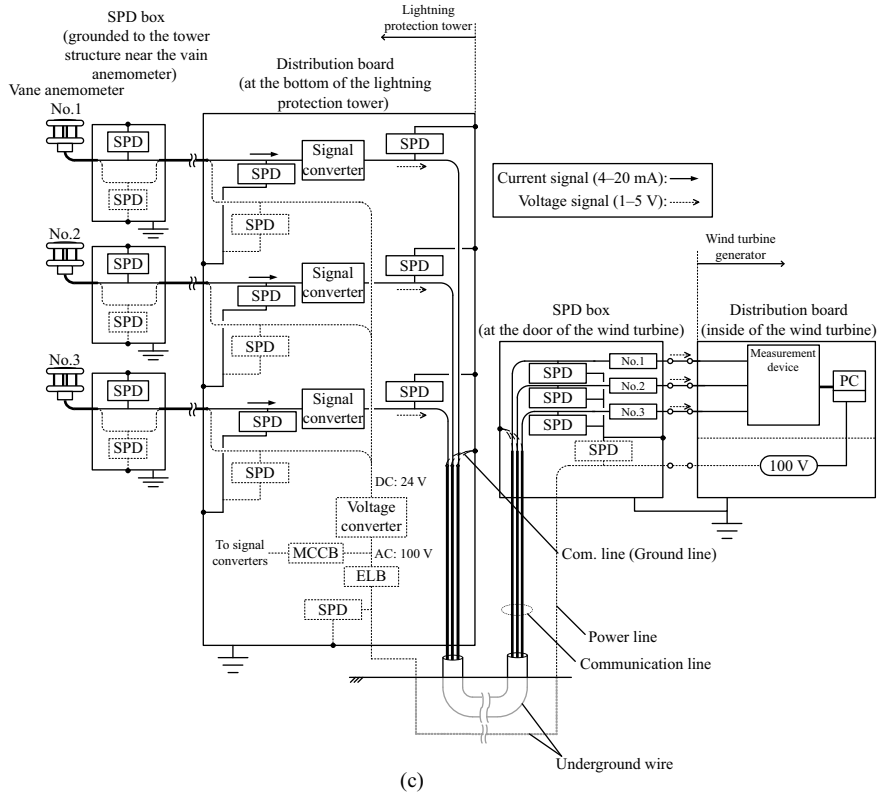 SPD box
(grounded to the tower
structure near the vain
anemometer)
Vane anemometer
Lightning
protection tower
Distribution board
(at the bottom of the lightning
protection tower)
No.1
SPD
SPD
SPD
SPD
Signal
converter
SPD
Current signal (4–20 mA):
Voltage signal (1–5 V):
No.2
SPD
SPD
SPD
SPD
Signal
converter
SPD
Wind turbine
generator
SPD box
(at the door of the wind turbine)
Distribution board
(inside of the wind turbine)
No.3
SPD
SPD
SPD
SPD
Signal
converter
SPD
SPD
SPD
SPD
No.1
No.2
No.3
SPD
Measurement
device
PC
100 V
DC: 24 V
Voltage
converter
To signal
converters
MCCB
AC: 100 V
ELB
SPD
Com. line (Ground line)
Power line
Communication line
Underground wire
(c)